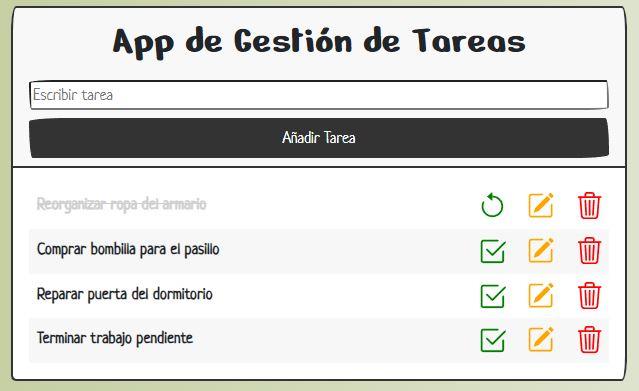 App de Gestión de Tareas
Escribir tarea
Añadir Tarea
Reorganizar ropa del armario
Comprar bombilla para el pasillo
Reparar puerta del dormitorio
Terminar trabajo pendiente